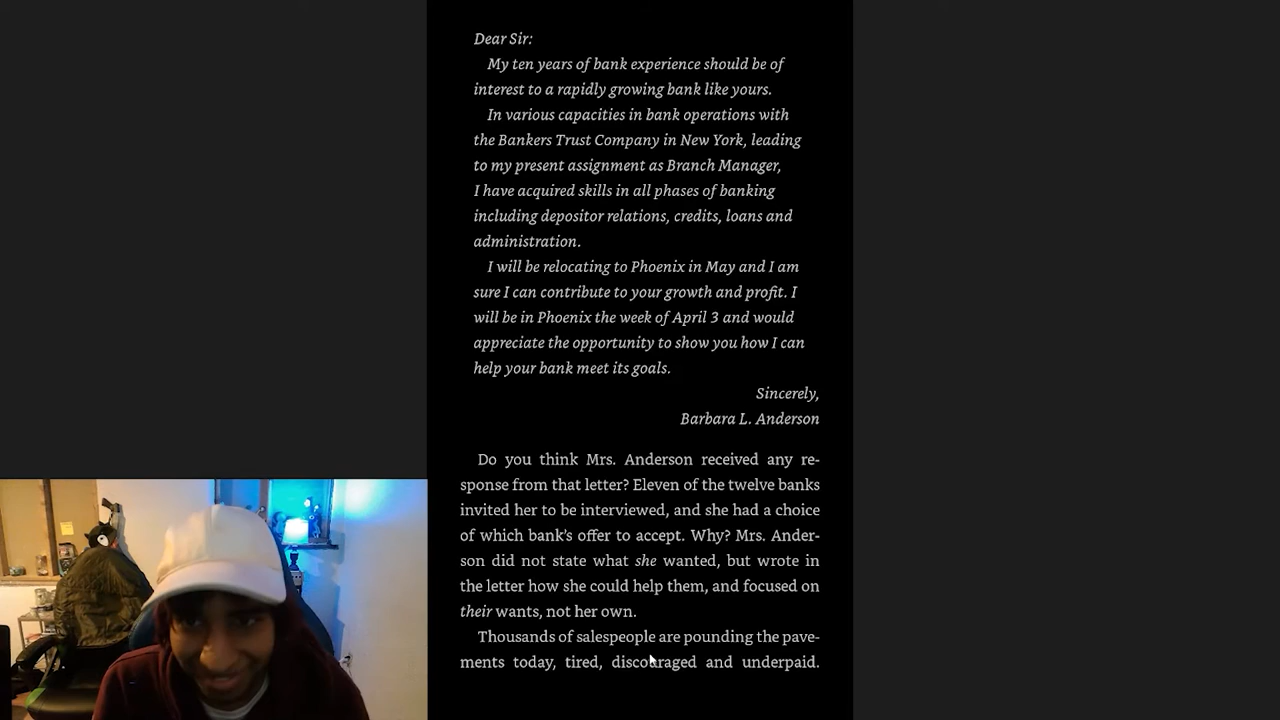 Dear Sir:
My ten years of bank experience should be of
interest to a rapidly growing bank like yours.
In various capacities in bank operations with
the Bankers Trust Company in New York, leading
to my present assignment as Branch Manager,
I have acquired skills in all phases of banking
including depositor relations, credits, loans and
administration.
I will be relocating to Phoenix in May and I am
sure I can contribute to your growth and profit. I
will be in Phoenix the week of April 3 and would
appreciate the opportunity to show you how I can
help your bank meet its goals.
Sincerely,
Barbara L. Anderson
Do you think Mrs. Anderson received any re-
sponse from that letter? Eleven of the twelve banks
invited her to be interviewed, and she had a choice
of which bank's offer to accept. Why? Mrs. Ander-
son did not state what she wanted, but wrote in
the letter how she could help them, and focused on
their wants, not her own.
Thousands of salespeople are pounding the pave-
ments today, tired, discouraged and underpaid.